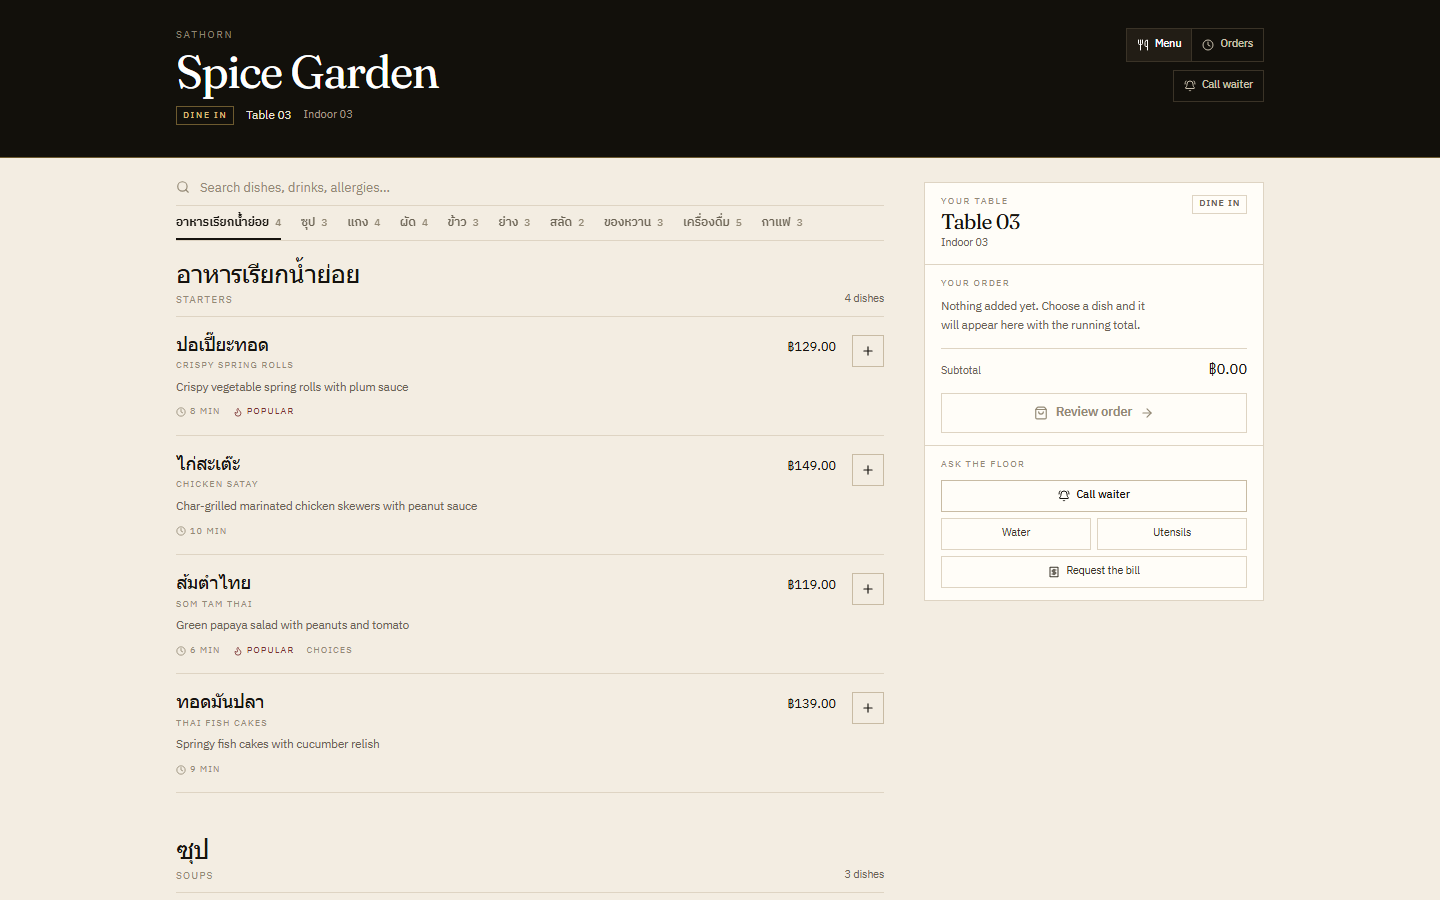 SATHORN
Spice Garden
DINE IN Table 03 Indoor 03
Menu Orders
Call waiter
Search dishes, drinks, allergies...
อาหารเรียกน้ำย่อย 4 ซุป 3 แกง 4 ผัด 4 ข้าว 3 ย่าง 3 สลัด 2 ของหวาน 3 เครื่องดื่ม 5 กาแฟ 3
อาหารเรียกน้ำย่อย
STARTERS 4 dishes
ปอเปี๊ยะทอด ฿129.00
CRISPY SPRING ROLLS
Crispy vegetable spring rolls with plum sauce
8 MIN POPULAR
ไก่สะเต๊ะ ฿149.00
CHICKEN SATAY
Char-grilled marinated chicken skewers with peanut sauce
10 MIN
ส้มตำไทย ฿119.00
SOM TAM THAI
Green papaya salad with peanuts and tomato
6 MIN POPULAR CHOICES
ทอดมันปลา ฿139.00
THAI FISH CAKES
Springy fish cakes with cucumber relish
9 MIN
ซุป
SOUPS 3 dishes
YOUR TABLE DINE IN
Table 03
Indoor 03
YOUR ORDER
Nothing added yet. Choose a dish and it
will appear here with the running total.
Subtotal ฿0.00
Review order
ASK THE FLOOR
Call waiter
Water Utensils
Request the bill